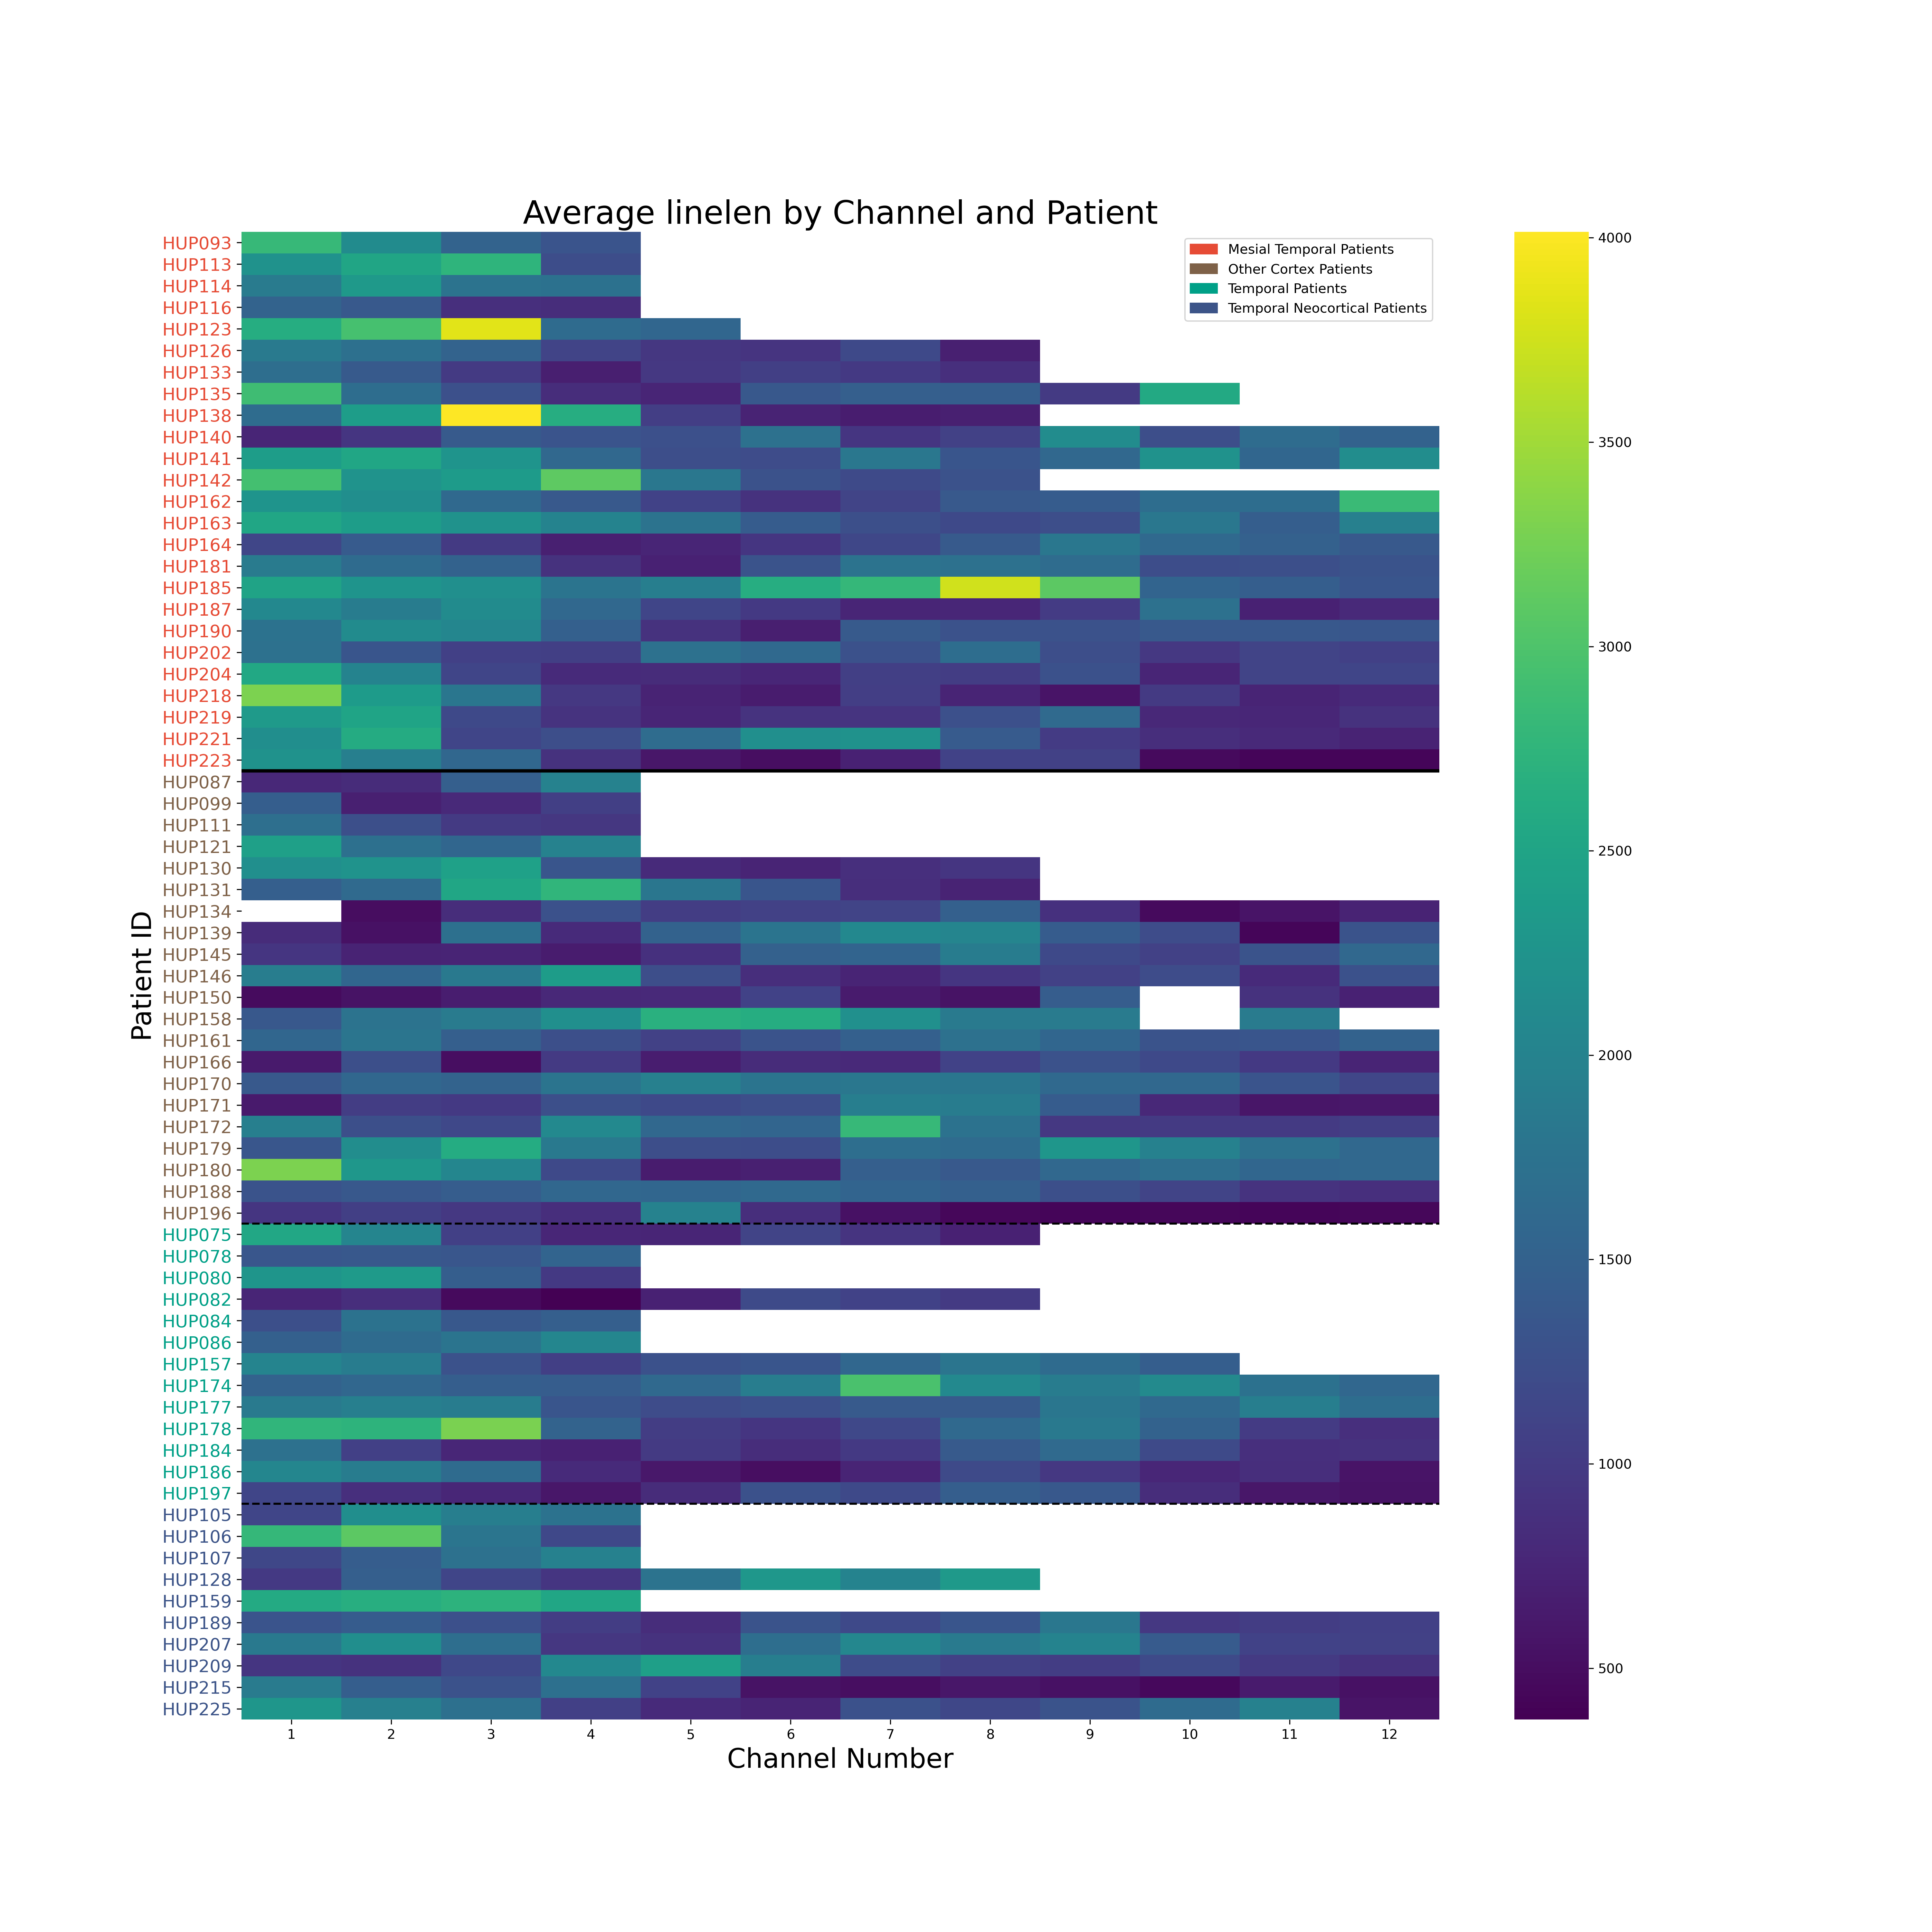 Average linelen by Channel and Patient
HUP093
HUP113
HUP114
HUP116
HUP123
HUP126
HUP133
HUP135
HUP138
HUP140
HUP141
HUP142
HUP162
HUP163
HUP164
HUP181
HUP185
HUP187
HUP190
HUP202
HUP204
HUP218
HUP219
HUP221
HUP223
HUP087
HUP099
HUP111
HUP121
HUP130
HUP131
HUP134
HUP139
HUP145
HUP146
HUP150
HUP158
HUP161
HUP166
HUP170
HUP171
HUP172
HUP179
HUP180
HUP188
HUP196
HUP075
HUP078
HUP080
HUP082
HUP084
HUP086
HUP157
HUP174
HUP177
HUP178
HUP184
HUP186
HUP197
HUP105
HUP106
HUP107
HUP128
HUP159
HUP189
HUP207
HUP209
HUP215
HUP225
Patient ID
1 2 3 4 5 6 7 8 9 10 11 12
Channel Number
Mesial Temporal Patients
Other Cortex Patients
Temporal Patients
Temporal Neocortical Patients
4000
3500
3000
2500
2000
1500
1000
500